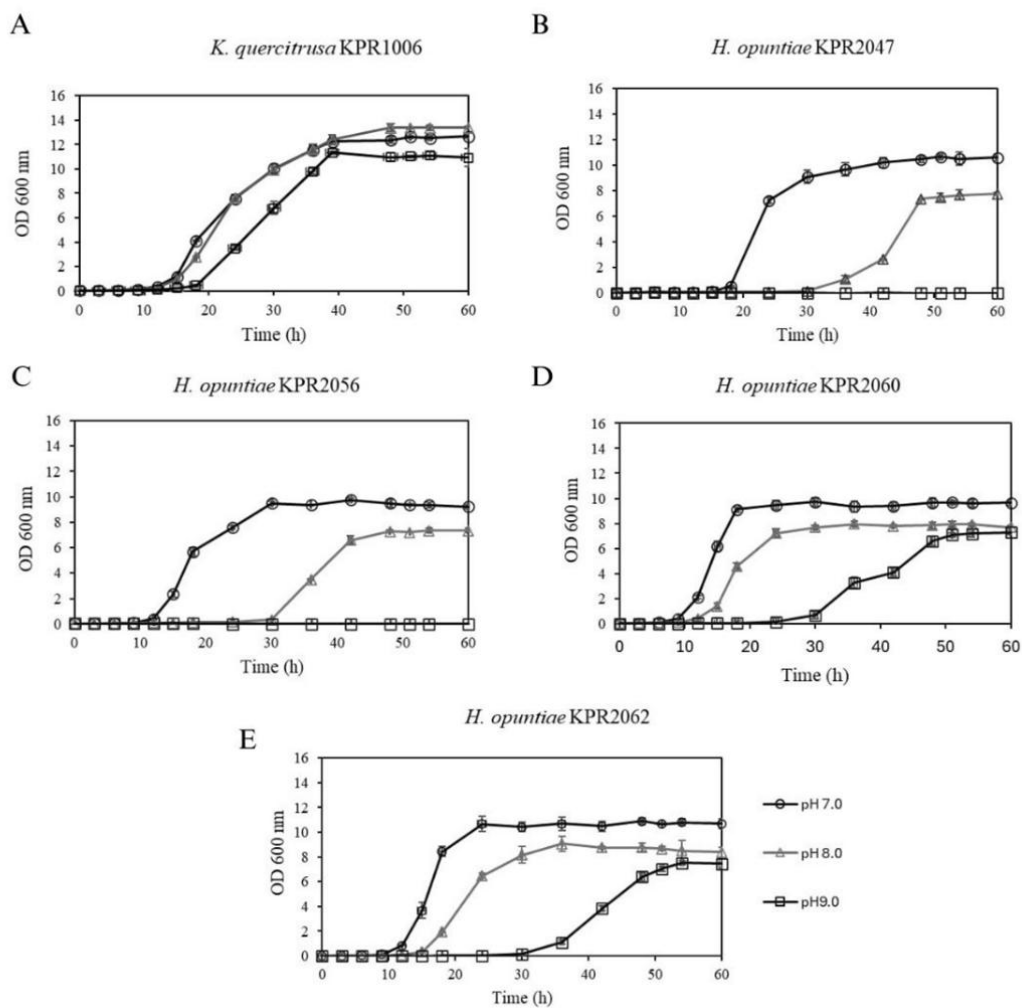 A
K. quercitrusa KPR1006
B
H. opuntiae KPR2047
16
14
12
10
8
6
4
2
0
OD 600 nm
0 10 20 30 40 50 60
Time (h)
16
14
12
10
8
6
4
2
0
OD 600 nm
0 10 20 30 40 50 60
Time (h)
C
H. opuntiae KPR2056
D
H. opuntiae KPR2060
16
14
12
10
8
6
4
2
0
OD 600 nm
0 10 20 30 40 50 60
Time (h)
16
14
12
10
8
6
4
2
0
OD 600 nm
0 10 20 30 40 50 60
Time (h)
E
H. opuntiae KPR2062
16
14
12
10
8
6
4
2
0
OD 600 nm
0 10 20 30 40 50 60
Time (h)
pH 7.0
pH 8.0
pH9.0